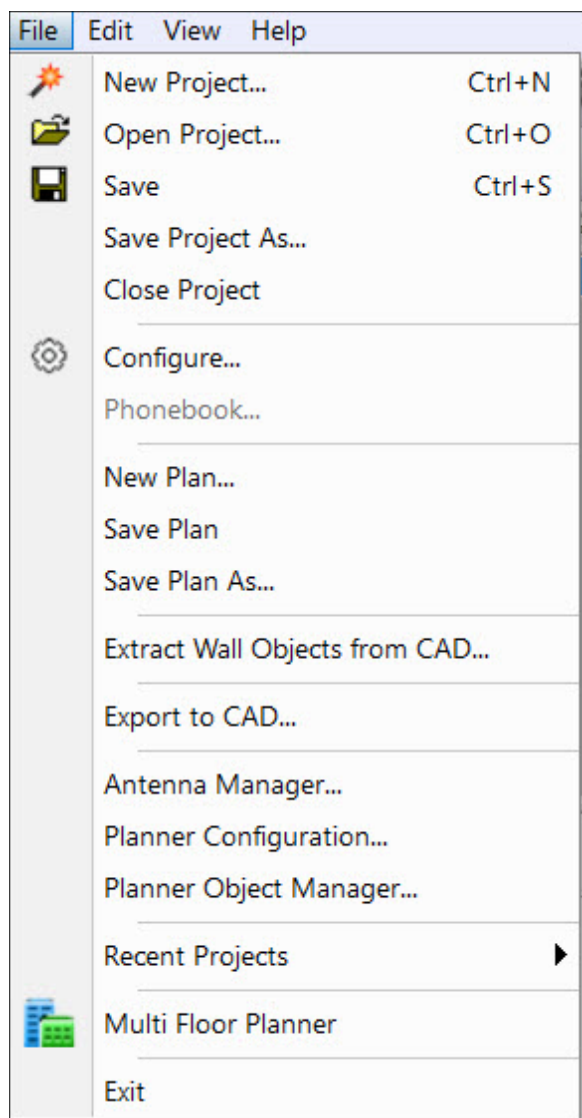 File Edit View Help
New Project... Ctrl+N
Open Project... Ctrl+O
Save Ctrl+S
Save Project As...
Close Project
Configure...
Phonebook...
New Plan...
Save Plan
Save Plan As...
Extract Wall Objects from CAD...
Export to CAD...
Antenna Manager...
Planner Configuration...
Planner Object Manager...
Recent Projects
Multi Floor Planner
Exit